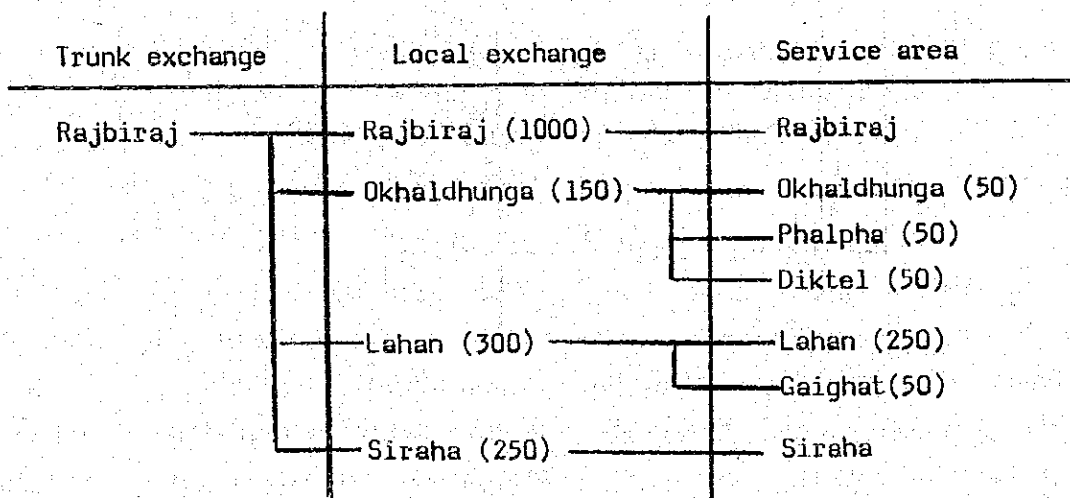 Trunk exchange Local exchange Service area
Rajbiraj Rajbiraj (1000) Rajbiraj
Okhaldhunga (150) Okhaldhunga (50)
Phalpha (50)
Diktel (50)
Lahan (300) Lahan (250)
Gaighat(50)
Siraha (250) Siraha